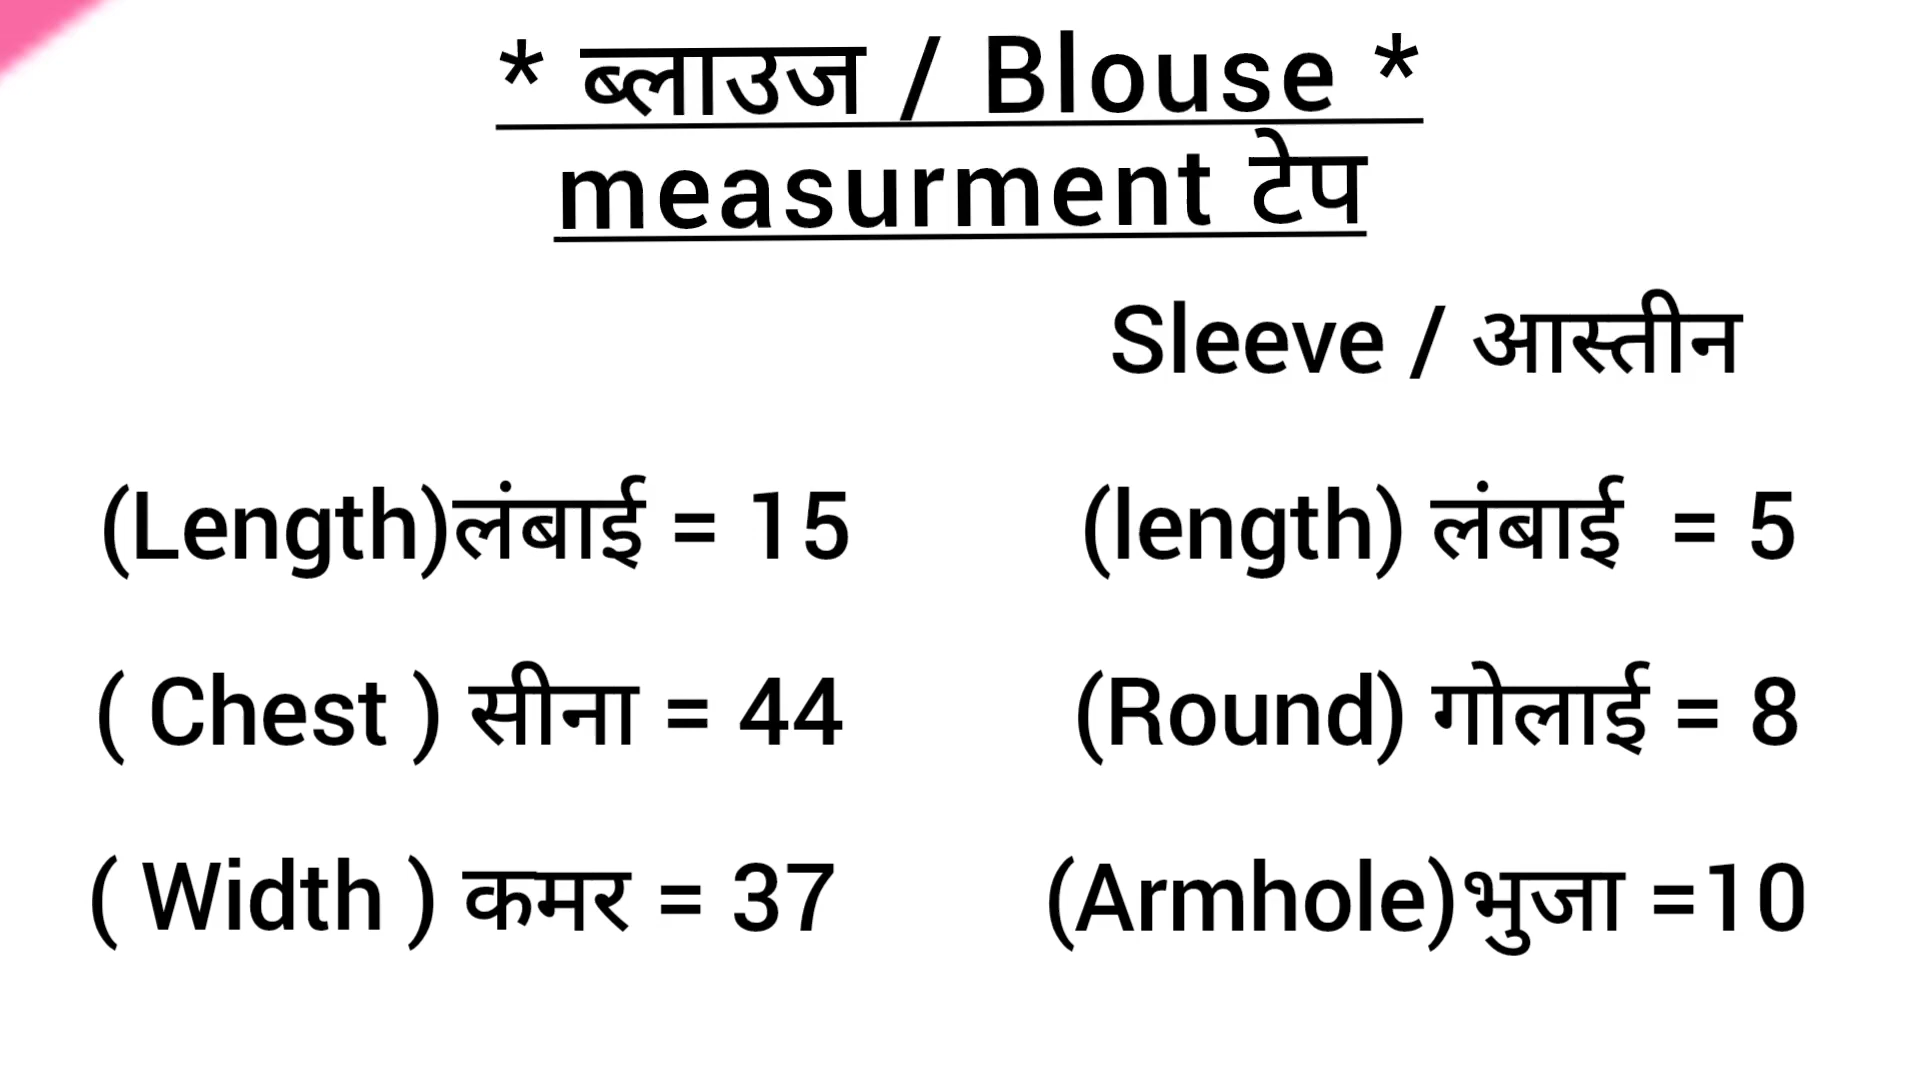 * ब्लाउज / Blouse *
measurment टेप
Sleeve / आस्तीन
(Length)लंबाई = 15
(length) लंबाई = 5
( Chest ) सीना = 44
(Round) गोलाई = 8
( Width ) कमर = 37
(Armhole)भुजा =10